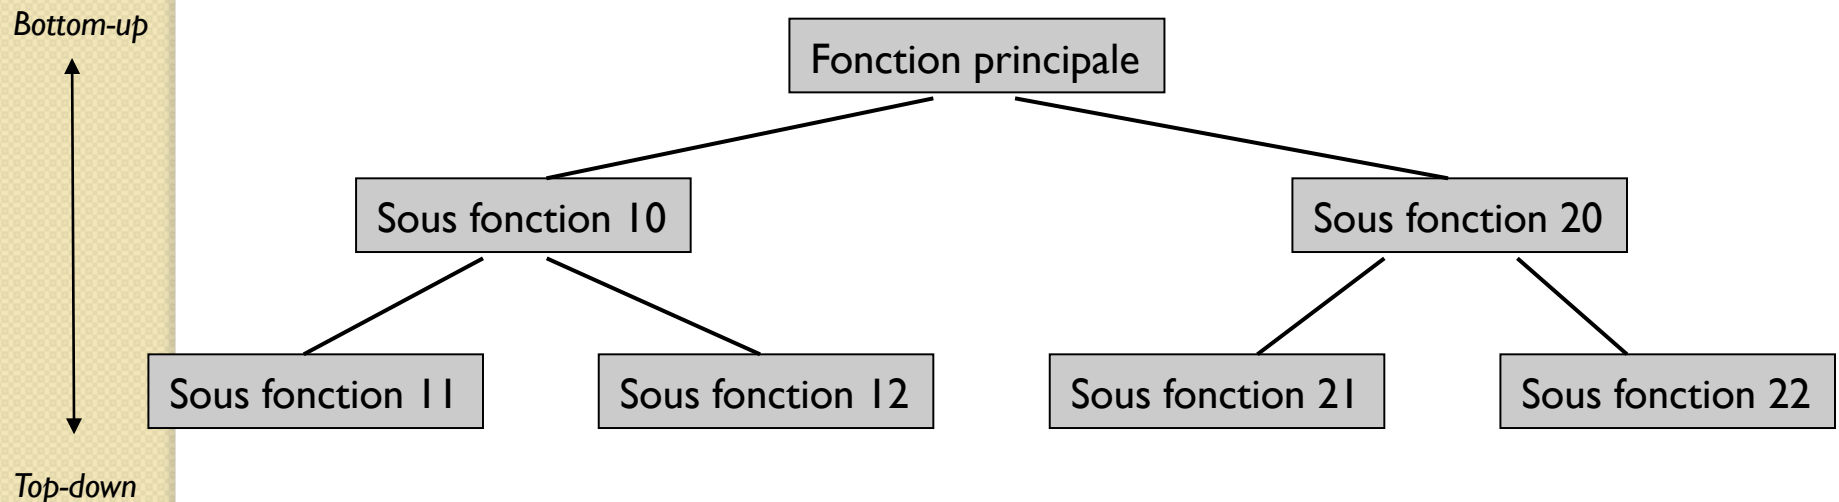 Bottom-up
Fonction principale
Sous fonction 10
Sous fonction 20
Sous fonction 11
Sous fonction 12
Sous fonction 21
Sous fonction 22
Top-down